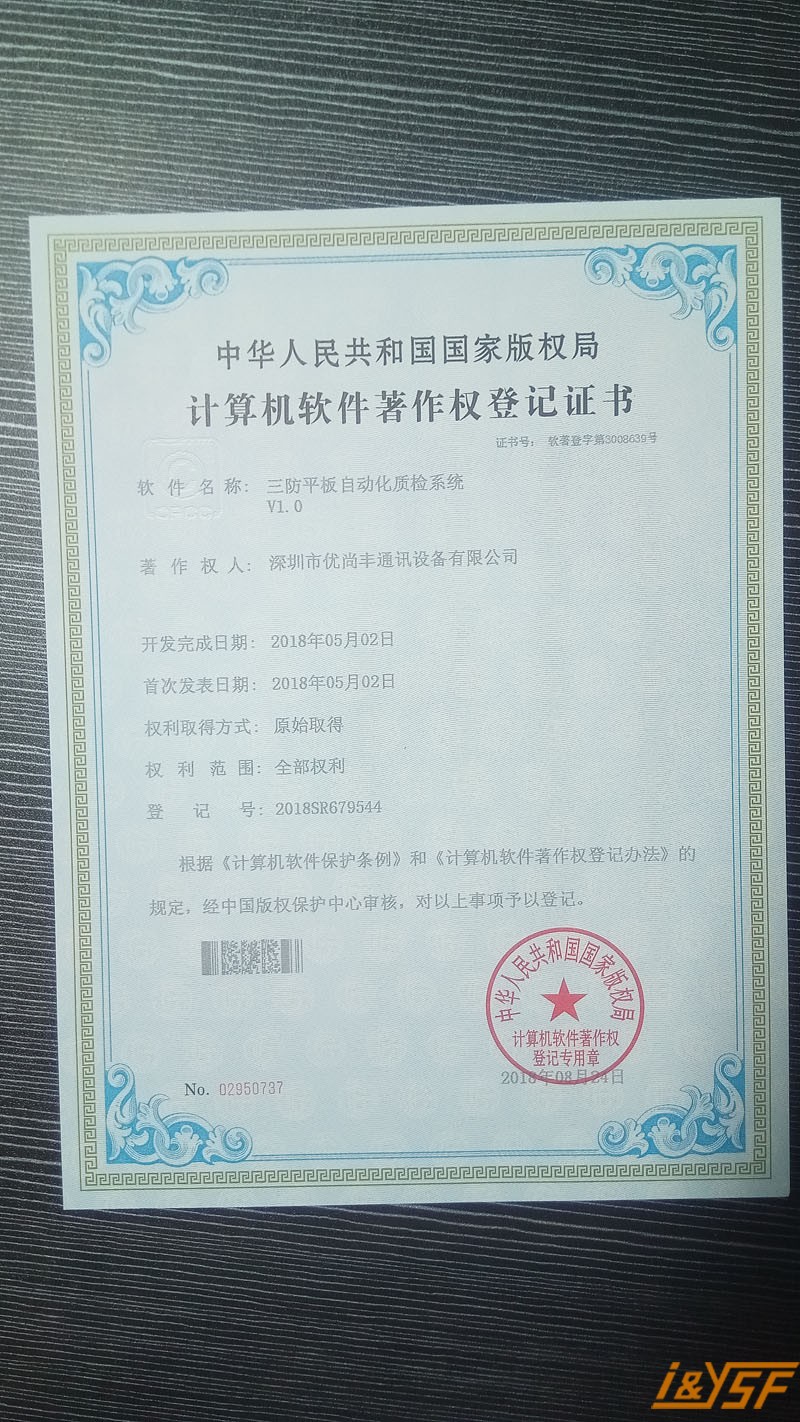 中华人民共和国国家版权局
计算机软件著作权登记证书
证书号： 软著登字第3008639号
软件名称： 三防平板自动化质检系统
V1.0
著作权人： 深圳市优尚丰通讯设备有限公司
开发完成日期： 2018年05月02日
首次发表日期： 2018年05月02日
权利取得方式： 原始取得
权利范围： 全部权利
登记号： 2018SR679544
根据《计算机软件保护条例》和《计算机软件著作权登记办法》的
规定，经中国版权保护中心审核，对以上事项予以登记。
中华人民共和国国家版权局
计算机软件著作权
登记专用章
2018年08月24日
No. 02950737
i&YSF